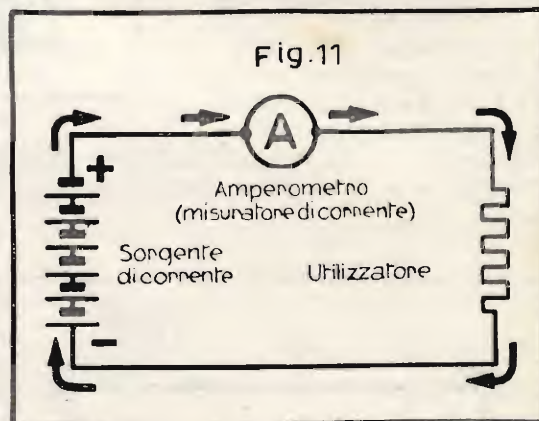 Fig.11
A
Amperometro
(misuratore di corrente)
+
Sorgente
di corrente
Utilizzatore
-